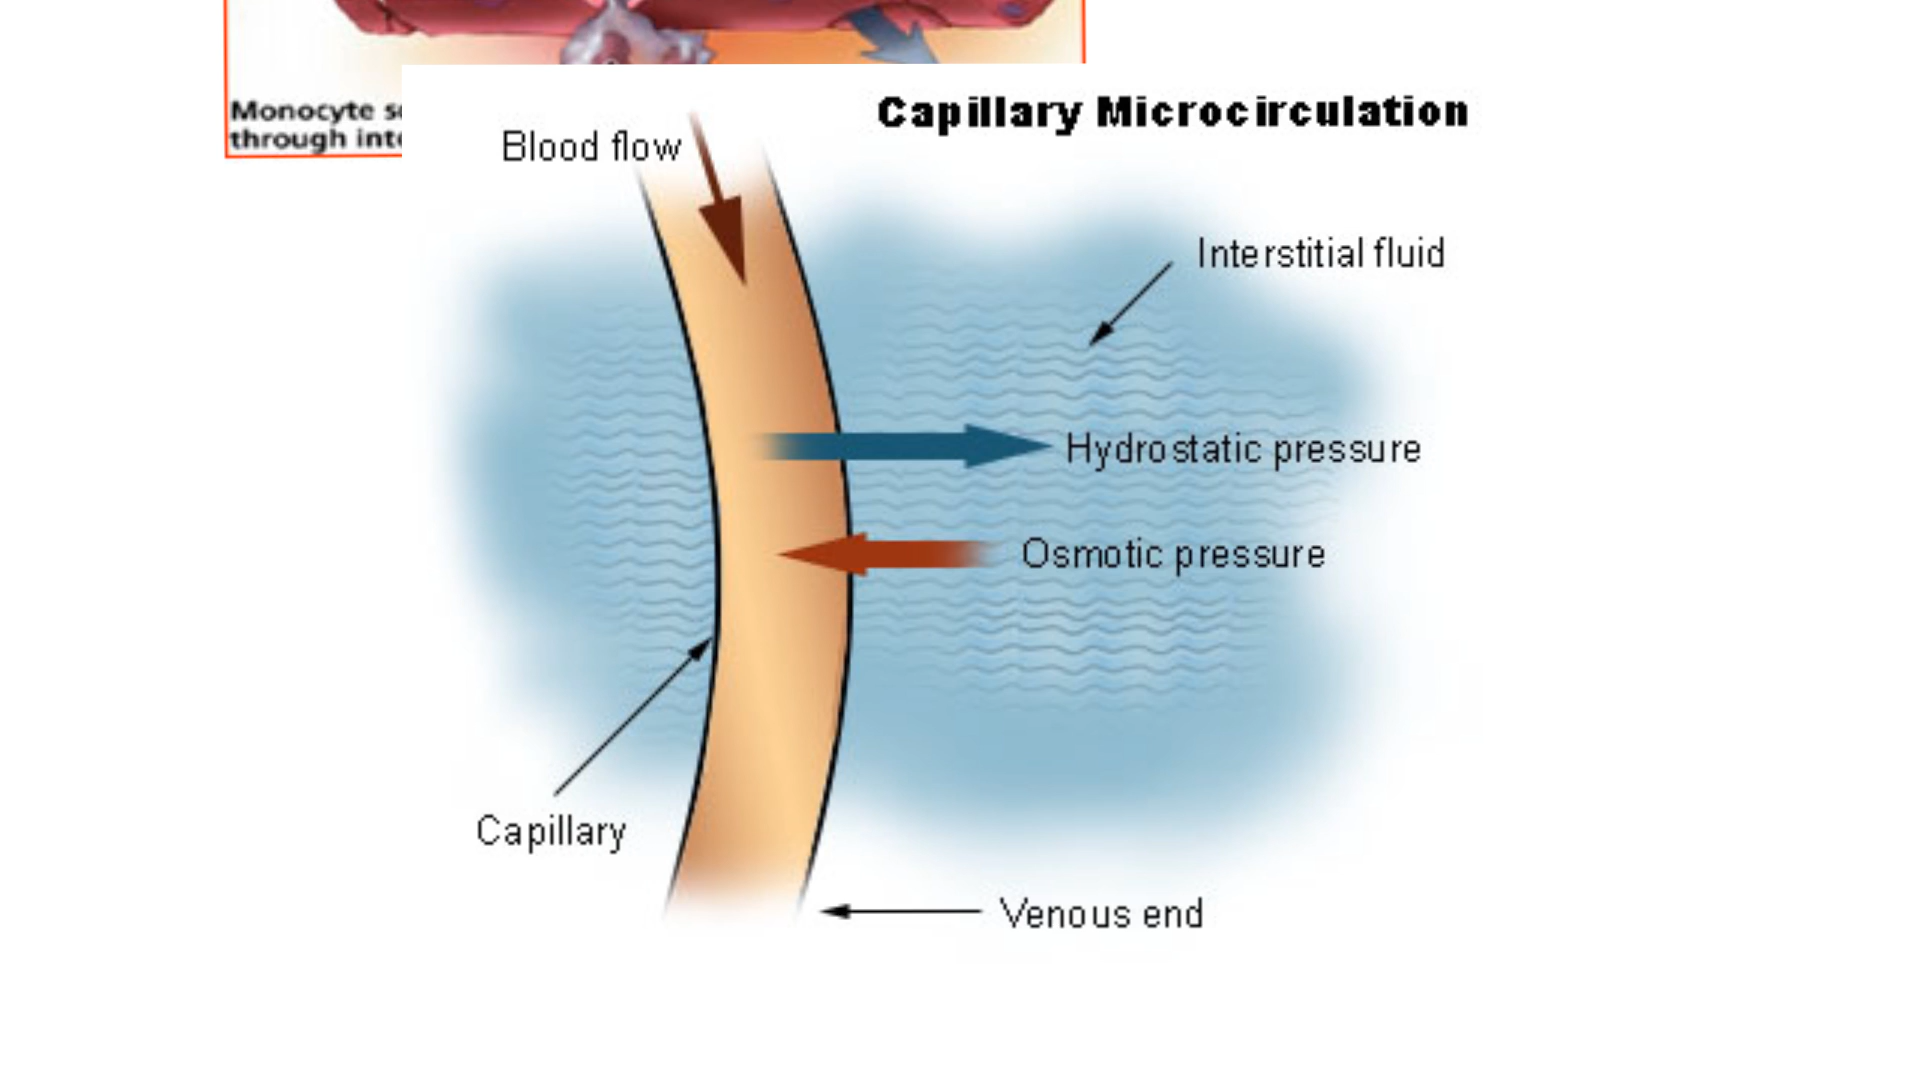 Monocyte
through
Capillary Microcirculation
Blood flow
Interstitial fluid
Hydrostatic pressure
Osmotic pressure
Capillary
Venous end